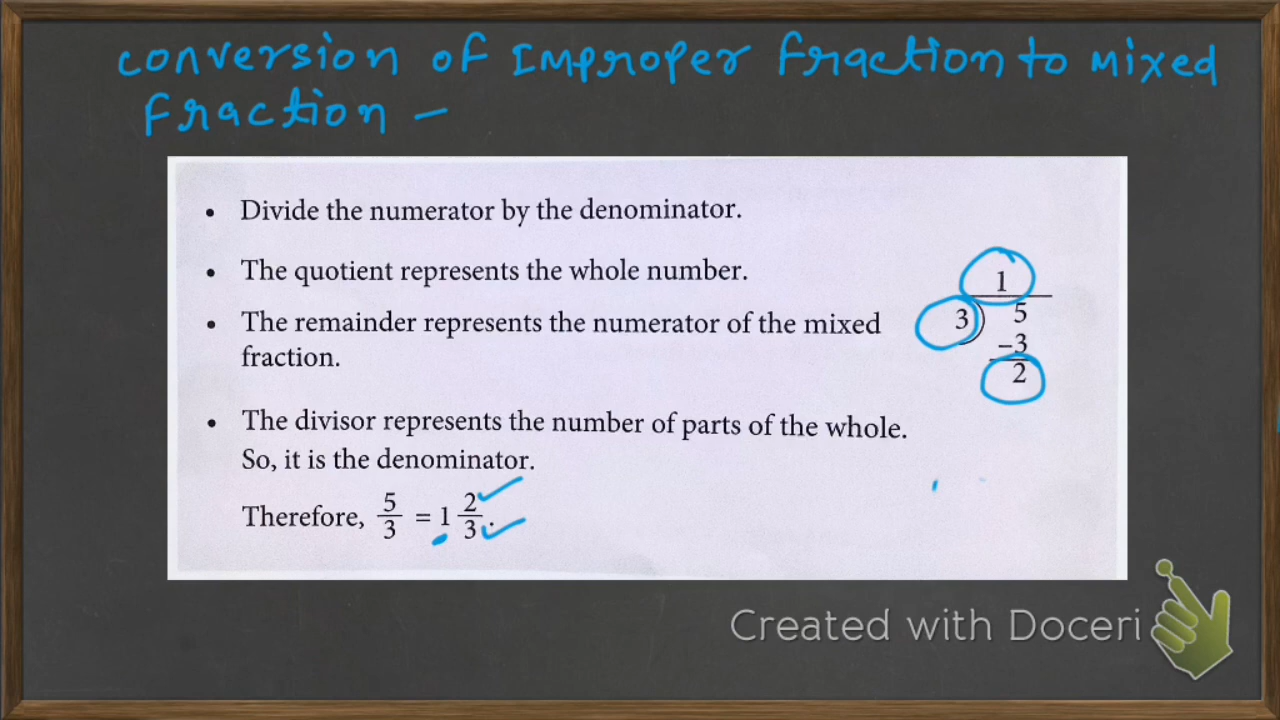 conversion of Improper Fraction to mixed
Fraction –
• Divide the numerator by the denominator.
• The quotient represents the whole number.
• The remainder represents the numerator of the mixed
fraction.
• The divisor represents the number of parts of the whole.
So, it is the denominator.
Therefore, 5/3 = 1 2/3.
1
3) 5
–3
2
Created with Doceri